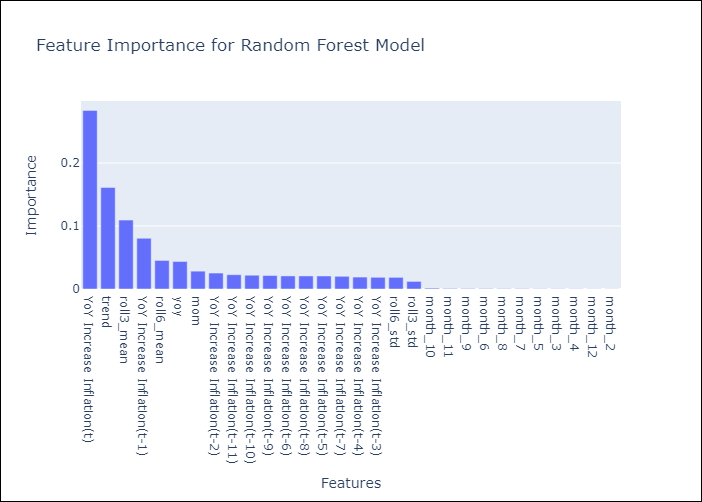 Feature Importance for Random Forest Model
Importance
0.2
0.1
0
YoY Increase Inflation(t)
trend
roll3_mean
YoY Increase Inflation(t-1)
roll6_mean
yoy
mom
YoY Increase Inflation(t-2)
YoY Increase Inflation(t-11)
YoY Increase Inflation(t-10)
YoY Increase Inflation(t-9)
YoY Increase Inflation(t-6)
YoY Increase Inflation(t-8)
YoY Increase Inflation(t-5)
YoY Increase Inflation(t-7)
YoY Increase Inflation(t-4)
YoY Increase Inflation(t-3)
roll6_std
roll3_std
month_10
month_11
month_9
month_6
month_8
month_7
month_5
month_3
month_4
month_12
month_2
Features